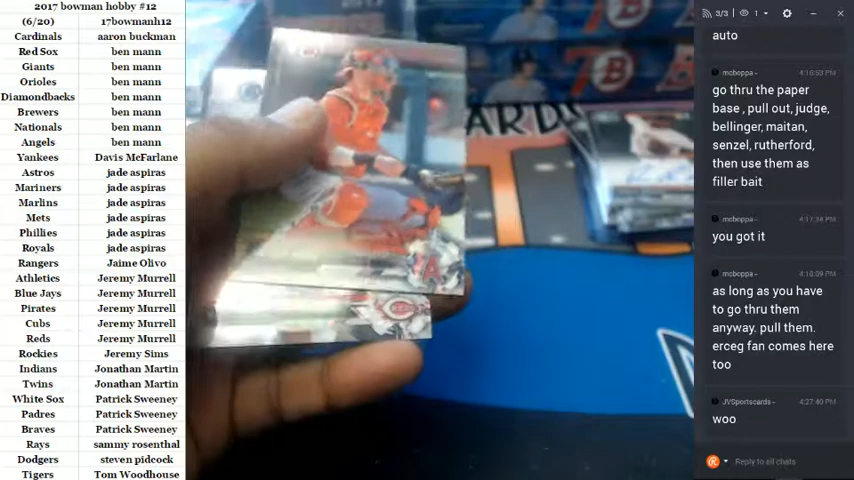 2017 bowman hobby #12
(6/20) 17bowmanh12
Cardinals aaron buckman
Red Sox ben mann
Giants ben mann
Orioles ben mann
Diamondbacks ben mann
Brewers ben mann
Nationals ben mann
Angels ben mann
Yankees Davis McFarlane
Astros jade aspiras
Mariners jade aspiras
Marlins jade aspiras
Mets jade aspiras
Phillies jade aspiras
Royals jade aspiras
Rangers Jaime Olivo
Athletics Jeremy Murrell
Blue Jays Jeremy Murrell
Pirates Jeremy Murrell
Cubs Jeremy Murrell
Reds Jeremy Murrell
Rockies Jeremy Sims
Indians Jonathan Martin
Twins Jonathan Martin
White Sox Patrick Sweeney
Padres Patrick Sweeney
Braves Patrick Sweeney
Rays sammy rosenthal
Dodgers steven pidcock
Tigers Tom Woodhouse
ARDS
A
3/3 1
auto
moboppa- 4:16:53 PM
go thru the paper
base , pull out, judge,
bellinger, maitan,
senzel, rutherford,
then use them as
filler bait
moboppa- 4:17:34 PM
you got it
moboppa- 4:18:09 PM
as long as you have
to go thru them
anyway. pull them.
erceg fan comes here
too
JVSportscards- 4:27:40 PM
woo
Reply to all chats